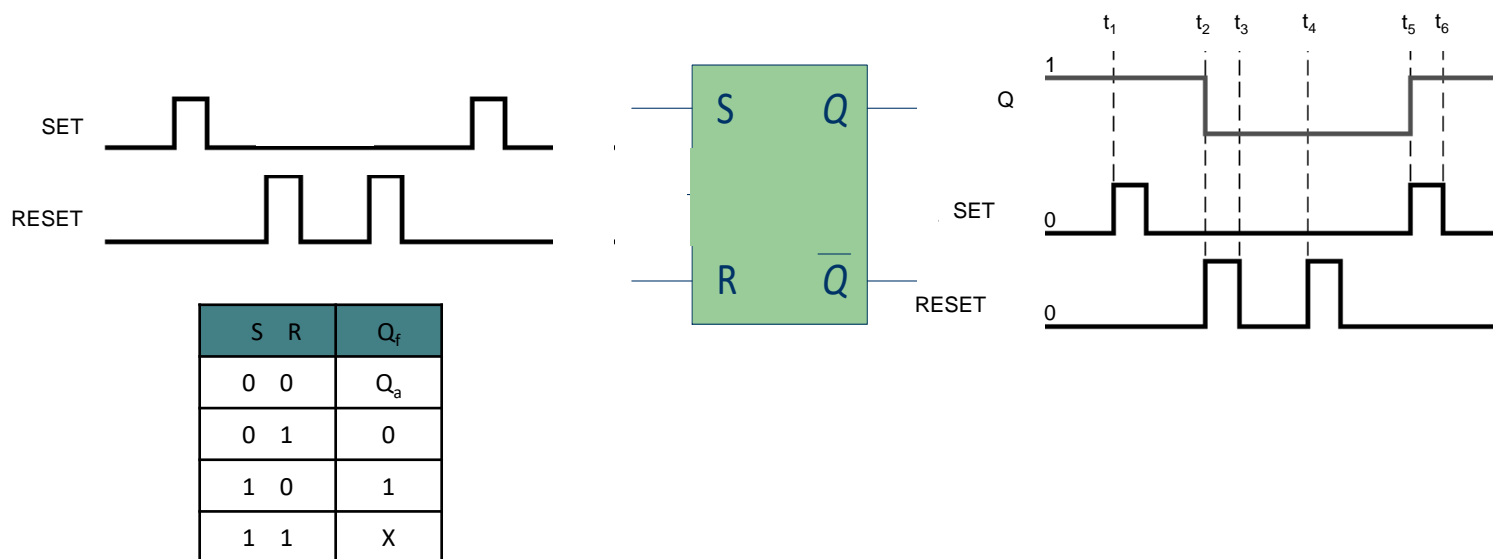 SET
RESET
S Q
R Q̅
t₁ t₂ t₃ t₄ t₅ t₆
1
Q
SET
0
RESET
0
S R Q_f
0 0 Q_a
0 1 0
1 0 1
1 1 X